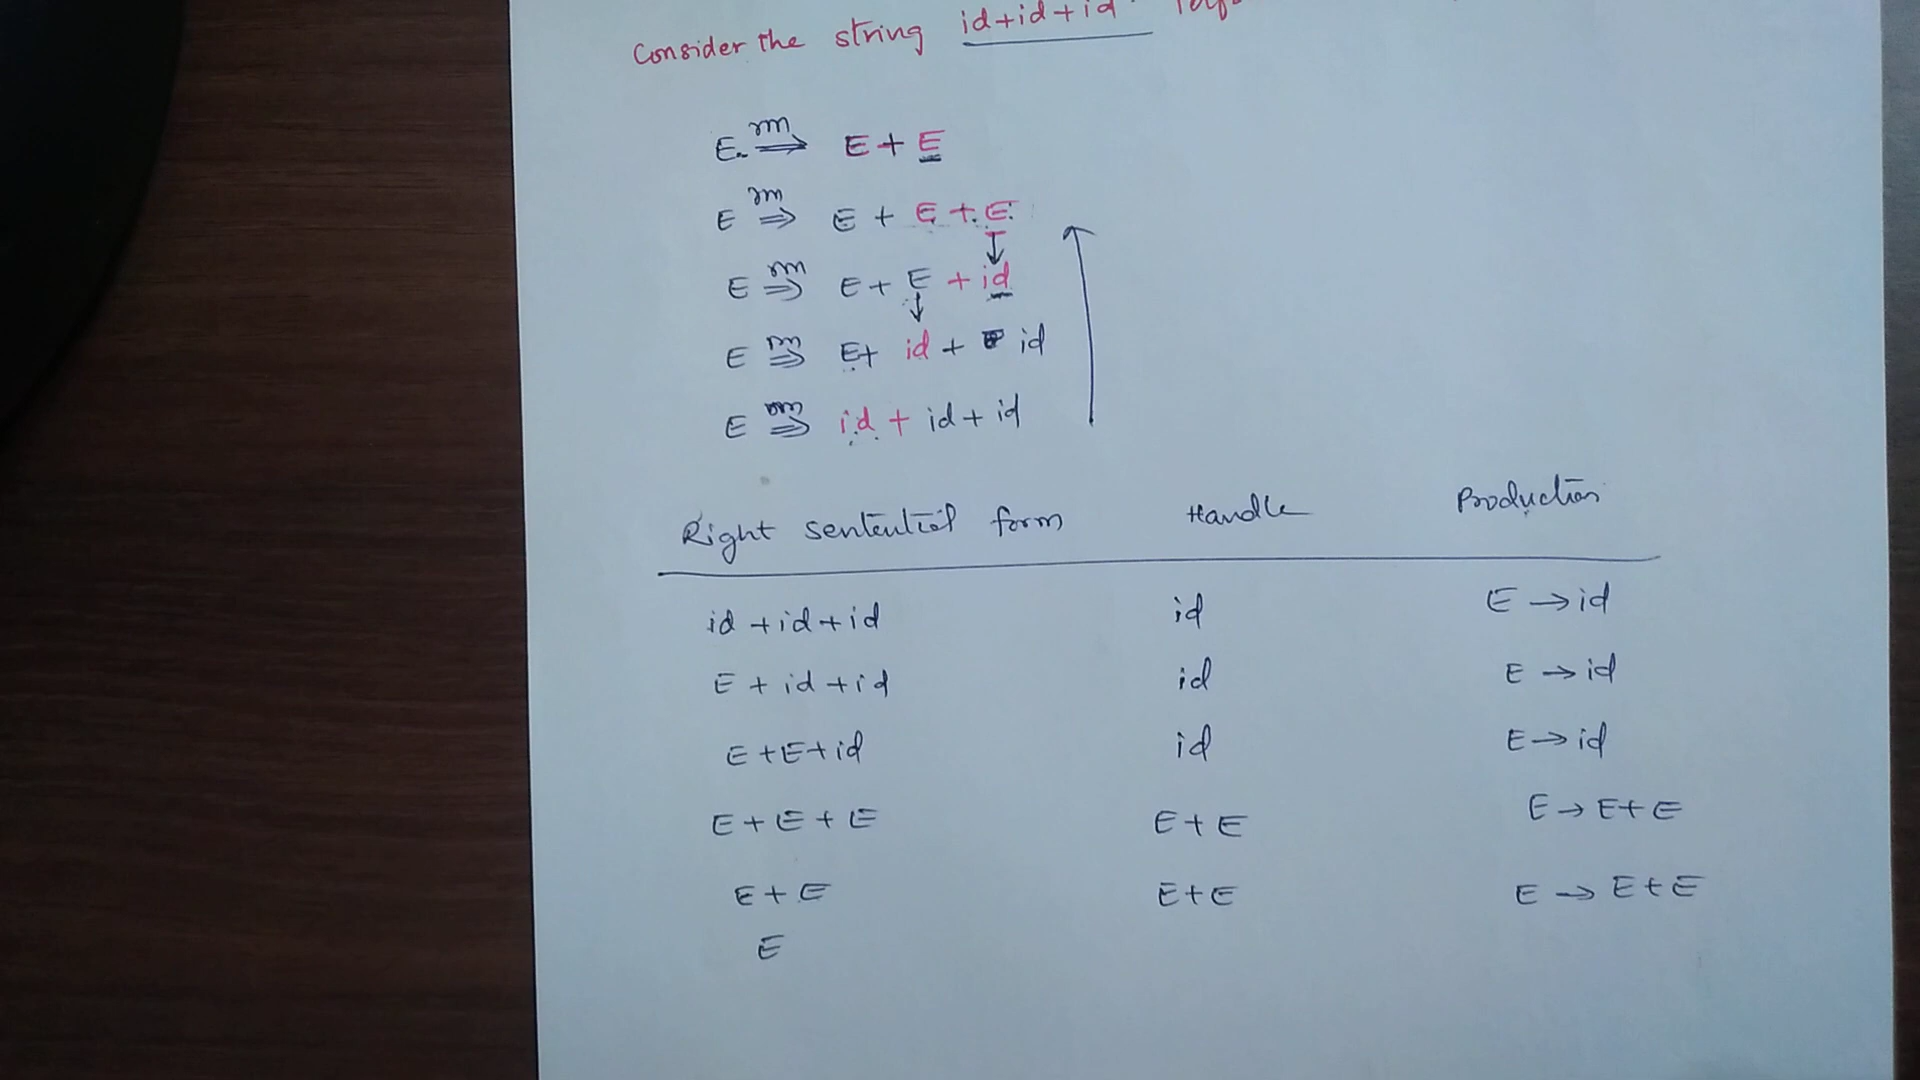 Consider the string id+id+id
E rm⇒ E + E
E rm⇒ E + E + E
E rm⇒ E + E + id
E rm⇒ E + id + id
E rm⇒ id + id + id
Right sentential form Handle Production
id + id + id id E → id
E + id + id id E → id
E + E + id id E → id
E + E + E E + E E → E + E
E + E E + E E → E + E
E